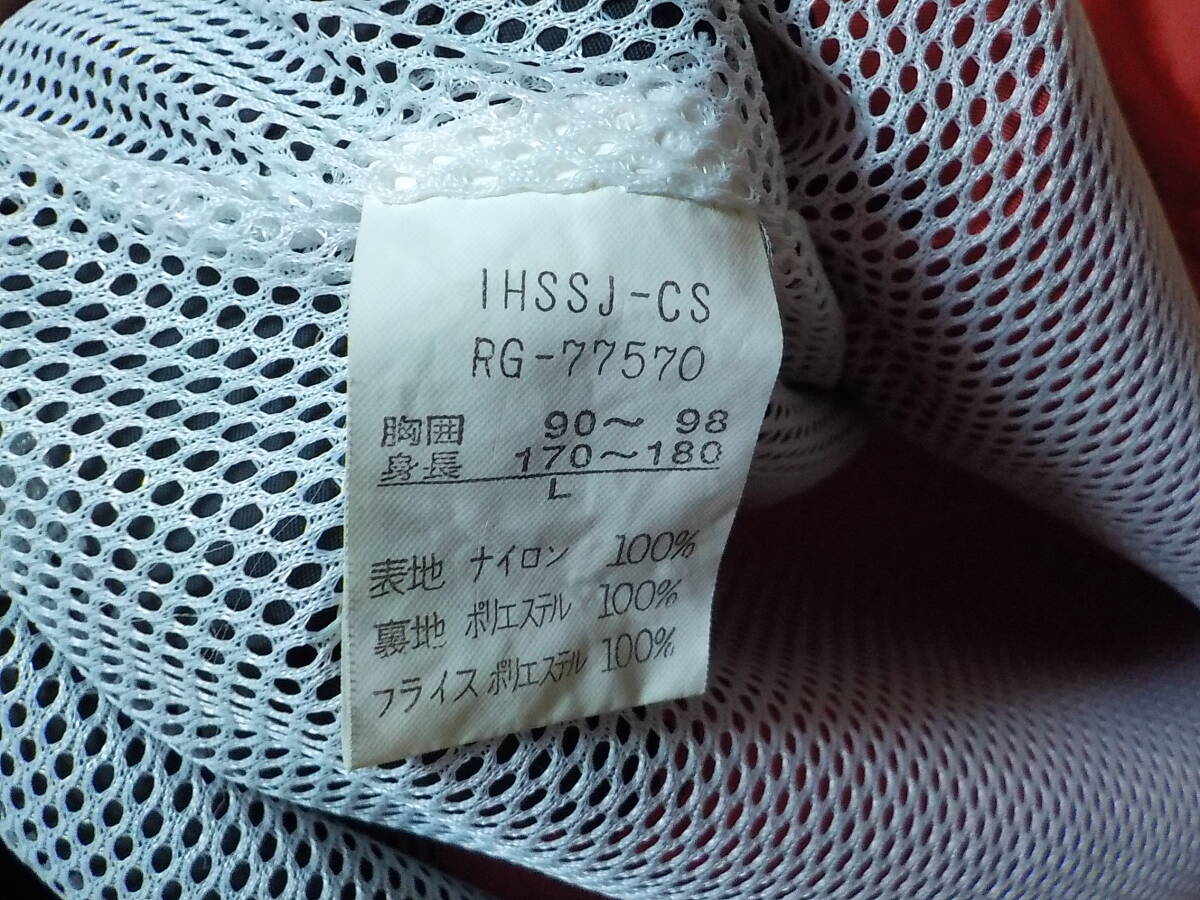 IHSSJ-CS
RG-77570
胸囲 90～ 98
身長 170～180
L
表地 ナイロン 100%
裏地 ポリエステル 100%
フライス ポリエステル 100%